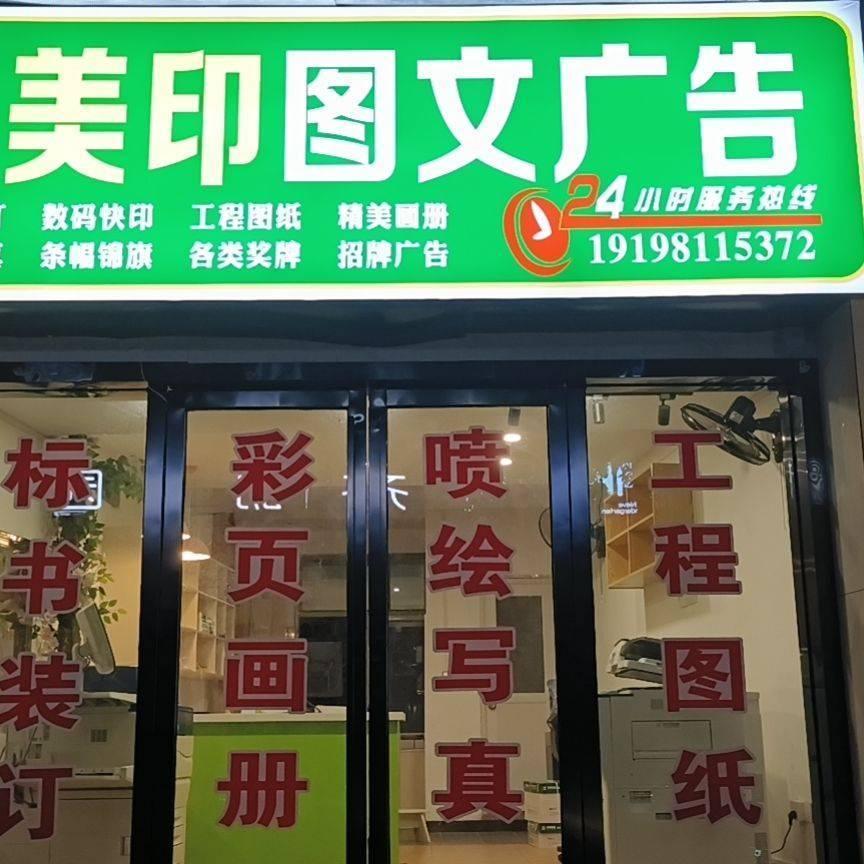 美印图文广告
数码快印 工程图纸 精美画册
条幅锦旗 各类奖牌 招牌广告
24小时服务热线
19198115372
标书装订
彩页画册
喷绘写真
工程图纸